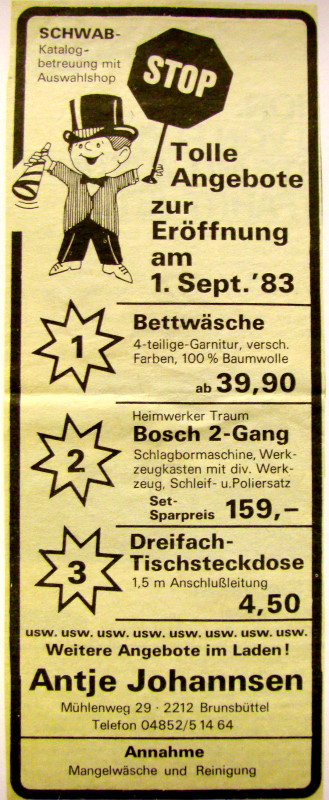 SCHWAB-
Katalog-
betreuung mit
Auswahlshop
STOP
Tolle
Angebote
zur
Eröffnung
am
1. Sept.'83
1
Bettwäsche
4-teilige-Garnitur, versch.
Farben, 100 % Baumwolle
ab 39,90
2
Heimwerker Traum
Bosch 2-Gang
Schlagbormaschine, Werk-
zeugkasten mit div. Werk-
zeug, Schleif- u.Poliersatz
Set-
Sparpreis 159,–
3
Dreifach-
Tischsteckdose
1,5 m Anschlußleitung
4,50
usw. usw. usw. usw. usw. usw. usw. usw.
Weitere Angebote im Laden!
Antje Johannsen
Mühlenweg 29 · 2212 Brunsbüttel
Telefon 04852/5 14 64
Annahme
Mangelwäsche und Reinigung